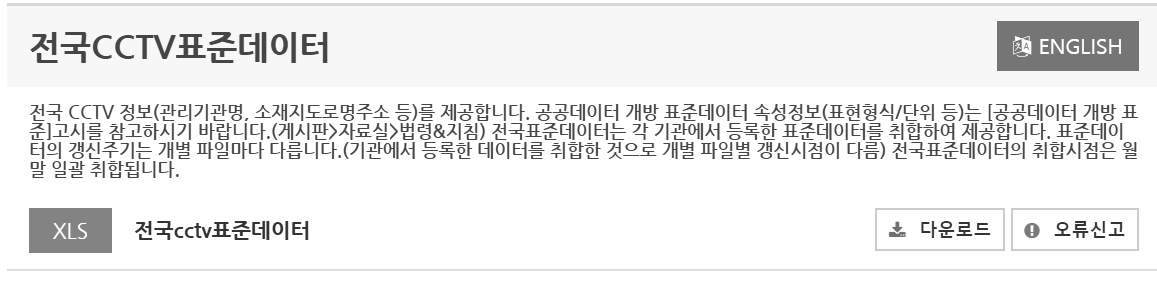 전국CCTV표준데이터
ENGLISH
전국 CCTV 정보(관리기관명, 소재지도로명주소 등)를 제공합니다. 공공데이터 개방 표준데이터 속성정보(표현형식/단위 등)는 [공공데이터 개방 표
준]고시를 참고하시기 바랍니다.(게시판>자료실>법령&지침) 전국표준데이터는 각 기관에서 등록한 표준데이터를 취합하여 제공합니다. 표준데이
터의 갱신주기는 개별 파일마다 다릅니다.(기관에서 등록한 데이터를 취합한 것으로 개별 파일별 갱신시점이 다름) 전국표준데이터의 취합시점은 월
말 일괄 취합됩니다.
XLS 전국cctv표준데이터 다운로드 오류신고